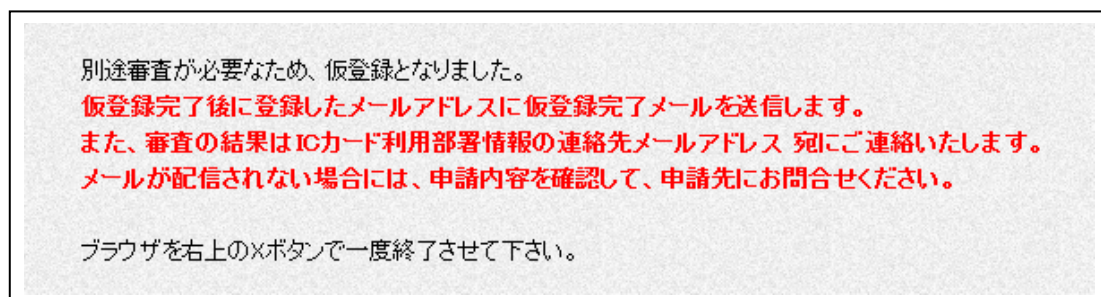 別途審査が必要なため、仮登録となりました。
仮登録完了後に登録したメールアドレスに仮登録完了メールを送信します。
また、審査の結果はICカード利用部署情報の連絡先メールアドレス 宛にご連絡いたします。
メールが配信されない場合には、申請内容を確認して、申請先にお問合せください。
ブラウザを右上のXボタンで一度終了させて下さい。